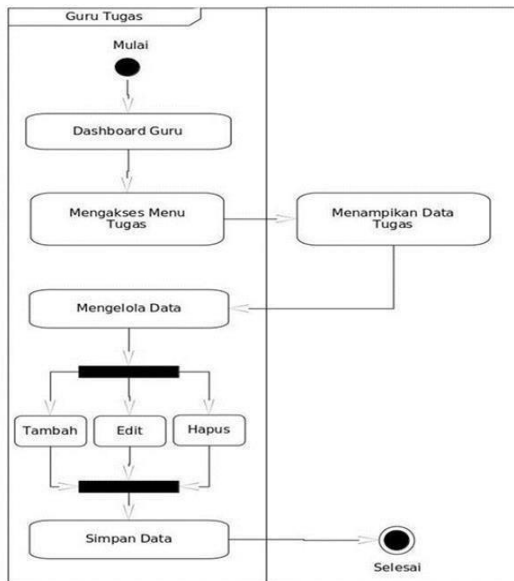 Guru Tugas
Mulai
Dashboard Guru
Mengakses Menu
Tugas
Menampikan Data
Tugas
Mengelola Data
Tambah
Edit
Hapus
Simpan Data
Selesai